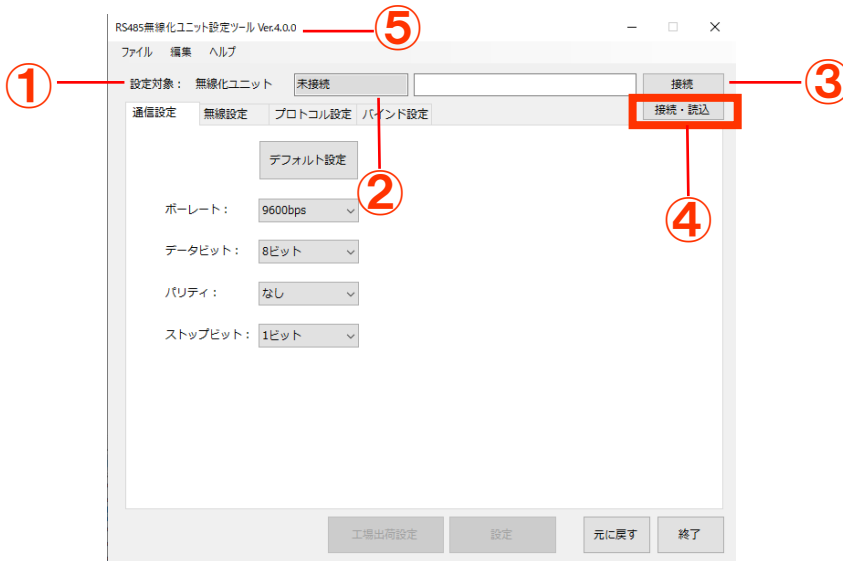 RS485無線化ユニット設定ツール Ver.4.0.0
⑤
ファイル 編集 ヘルプ
① 設定対象： 無線化ユニット 未接続 接続 ③
通信設定 無線設定 プロトコル設定 バインド設定 接続・読込
デフォルト設定
② ④
ボーレート： 9600bps
データビット： 8ビット
パリティ： なし
ストップビット： 1ビット
工場出荷設定 設定 元に戻す 終了